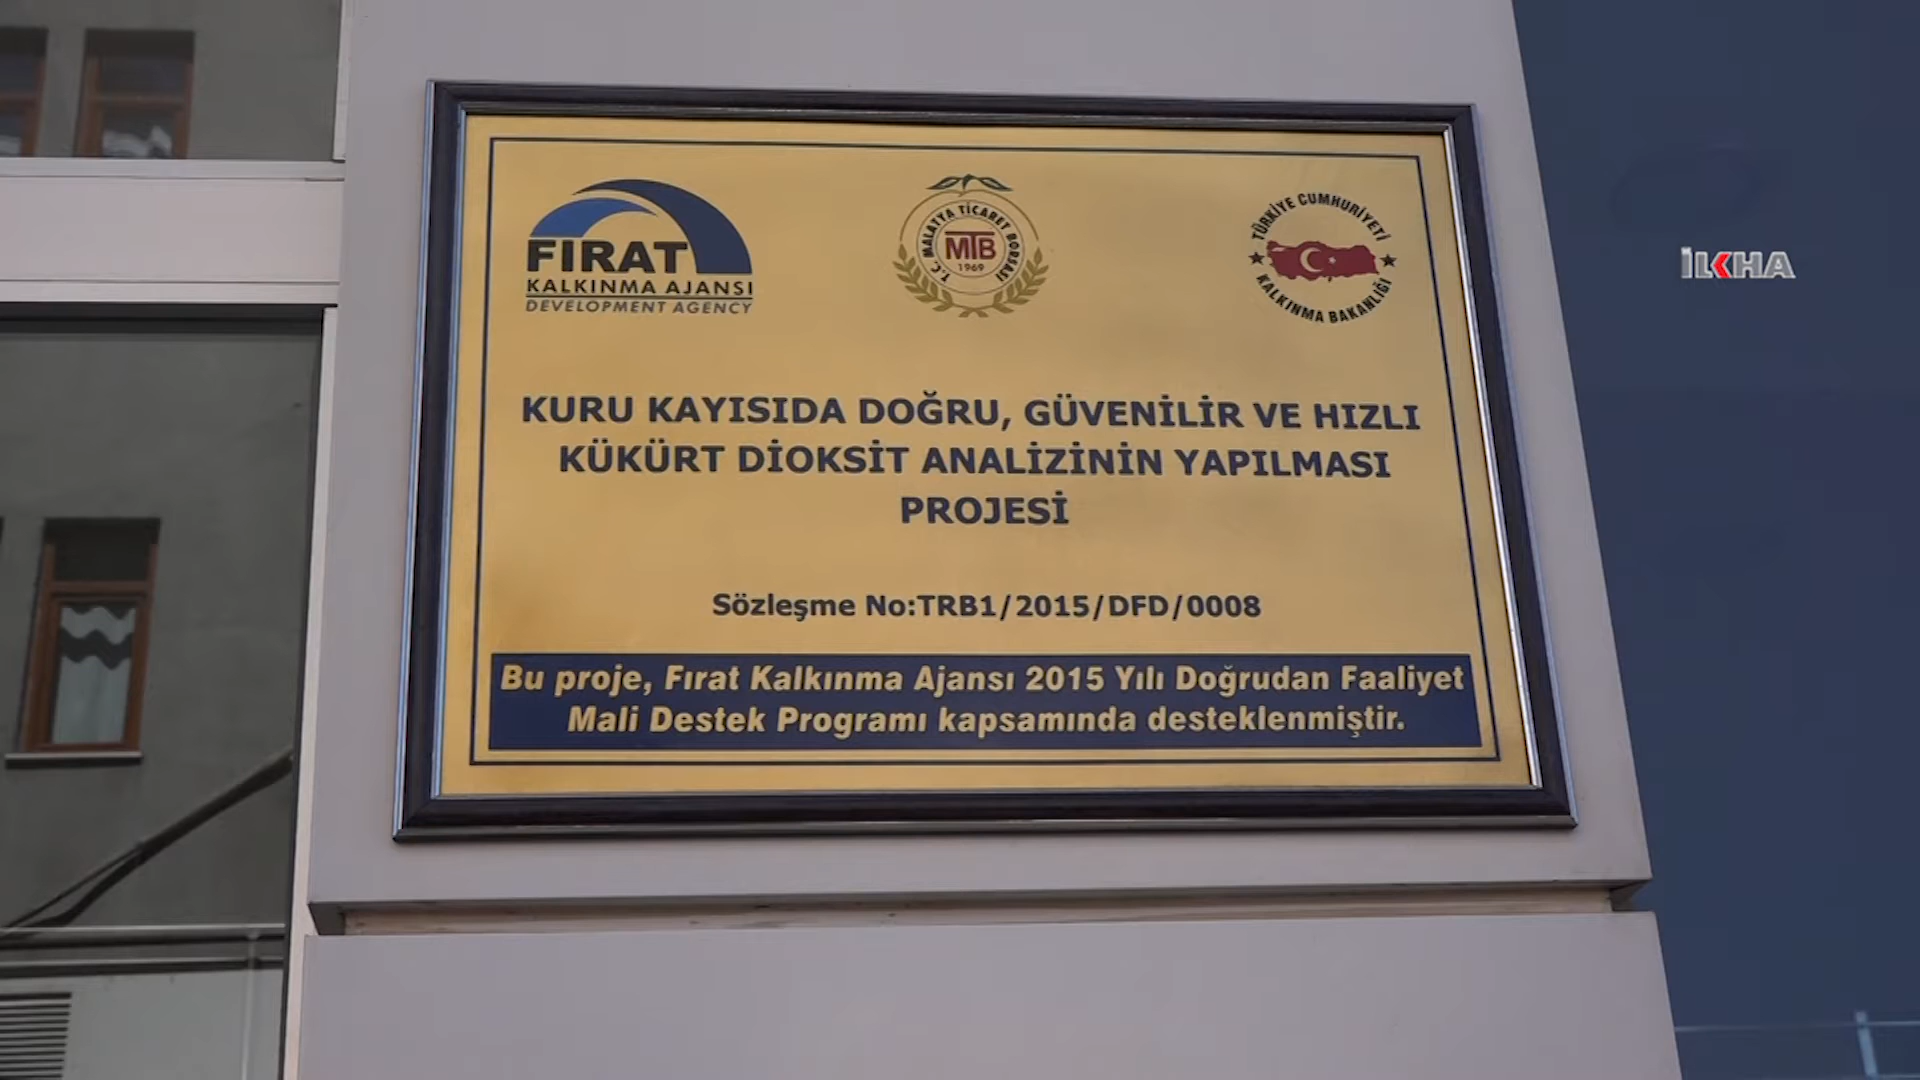 FIRAT
KALKINMA AJANSI
DEVELOPMENT AGENCY
T.C. MALATYA TİCARET BORSASI
MTB
1969
TÜRKİYE CUMHURİYETİ
KALKINMA BAKANLIĞI
İLKHA
KURU KAYISIDA DOĞRU, GÜVENİLİR VE HIZLI
KÜKÜRT DİOKSİT ANALİZİNİN YAPILMASI
PROJESİ
Sözleşme No:TRB1/2015/DFD/0008
Bu proje, Fırat Kalkınma Ajansı 2015 Yılı Doğrudan Faaliyet
Mali Destek Programı kapsamında desteklenmiştir.